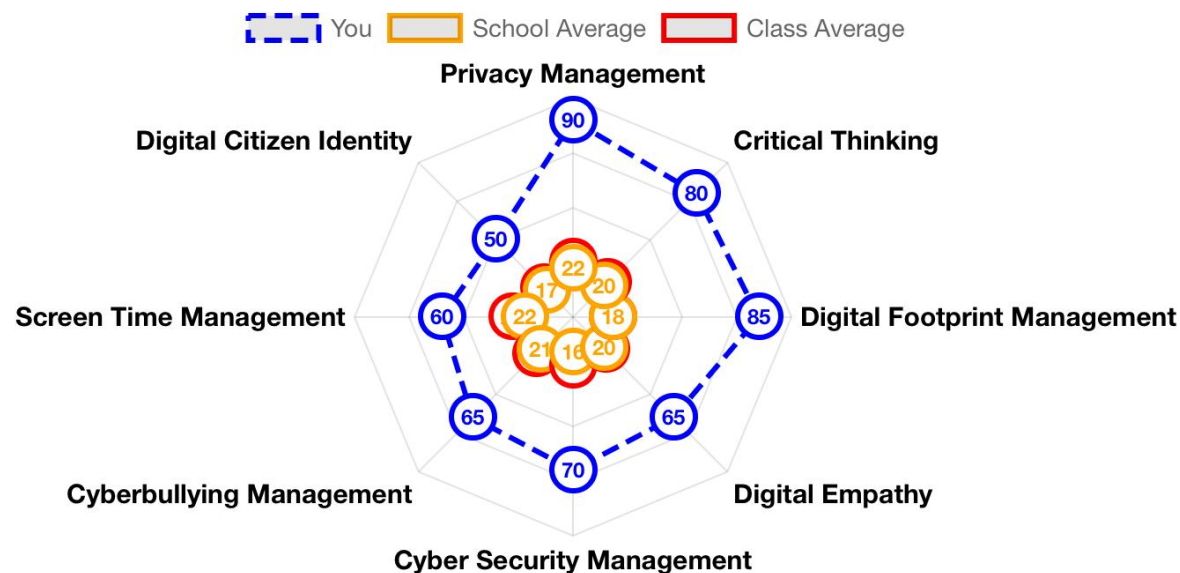 You School Average Class Average
Privacy Management
90
Digital Citizen Identity
Critical Thinking
80
50
22
20
17
Screen Time Management
60
22
18
85
Digital Footprint Management
21
16
20
65
65
70
Cyberbullying Management
Digital Empathy
Cyber Security Management